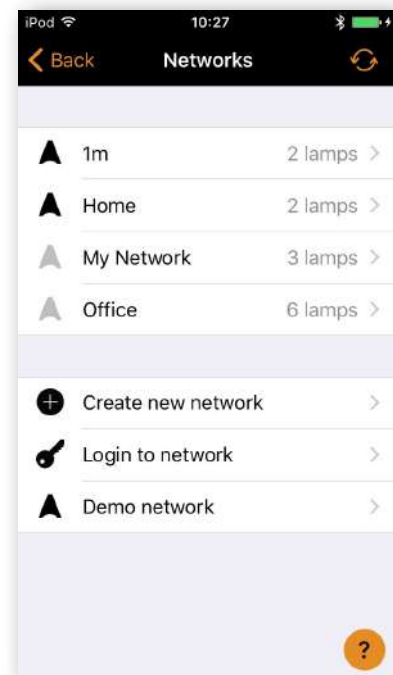 iPod 10:27
Back Networks
1m 2 lamps
Home 2 lamps
My Network 3 lamps
Office 6 lamps
Create new network
Login to network
Demo network
?